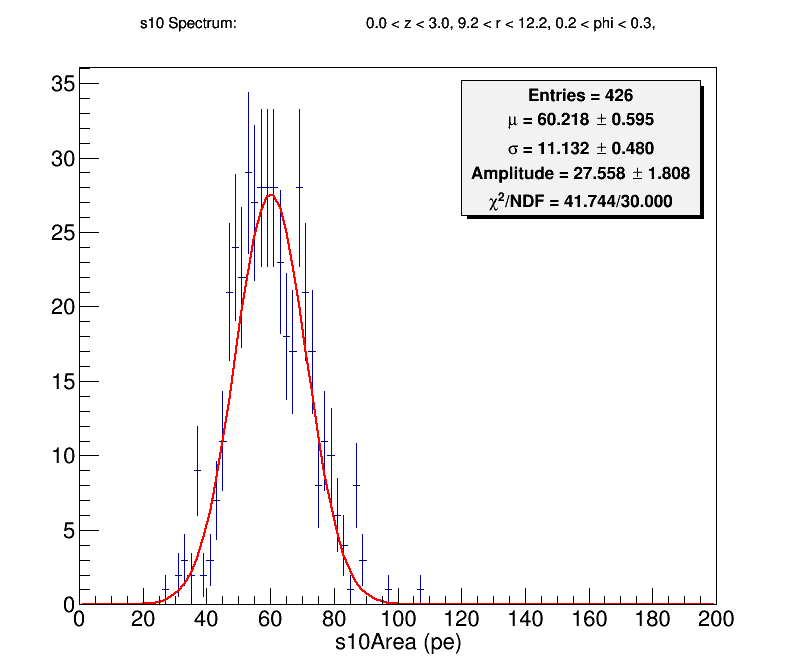 s10 Spectrum: 0.0 < z < 3.0, 9.2 < r < 12.2, 0.2 < phi < 0.3,
Entries = 426
μ = 60.218 ± 0.595
σ = 11.132 ± 0.480
Amplitude = 27.558 ± 1.808
χ²/NDF = 41.744/30.000
35
30
25
20
15
10
5
0
0 20 40 60 80 100 120 140 160 180 200
s10Area (pe)